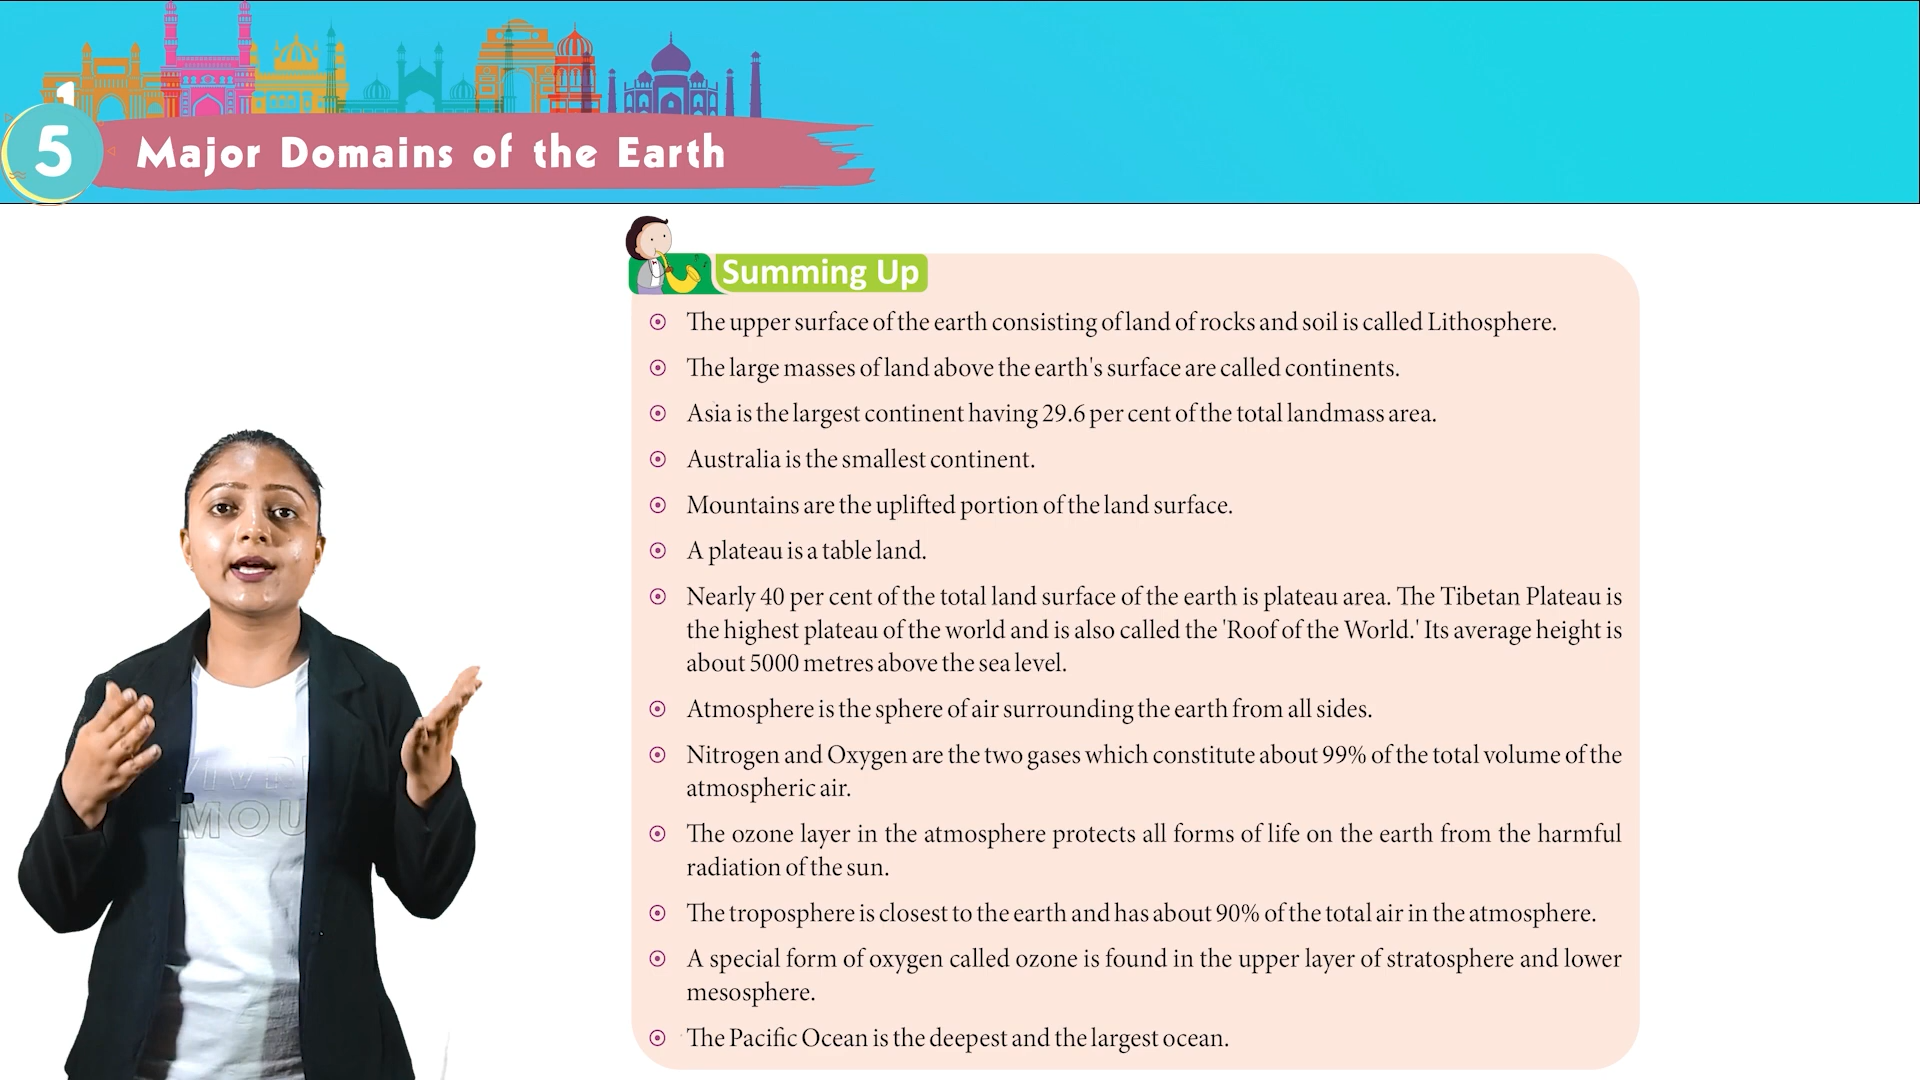 5
Major Domains of the Earth
Summing Up
The upper surface of the earth consisting of land of rocks and soil is called Lithosphere.
The large masses of land above the earth's surface are called continents.
Asia is the largest continent having 29.6 per cent of the total landmass area.
Australia is the smallest continent.
Mountains are the uplifted portion of the land surface.
A plateau is a table land.
Nearly 40 per cent of the total land surface of the earth is plateau area. The Tibetan Plateau is
the highest plateau of the world and is also called the 'Roof of the World.' Its average height is
about 5000 metres above the sea level.
Atmosphere is the sphere of air surrounding the earth from all sides.
Nitrogen and Oxygen are the two gases which constitute about 99% of the total volume of the
atmospheric air.
The ozone layer in the atmosphere protects all forms of life on the earth from the harmful
radiation of the sun.
The troposphere is closest to the earth and has about 90% of the total air in the atmosphere.
A special form of oxygen called ozone is found in the upper layer of stratosphere and lower
mesosphere.
The Pacific Ocean is the deepest and the largest ocean.